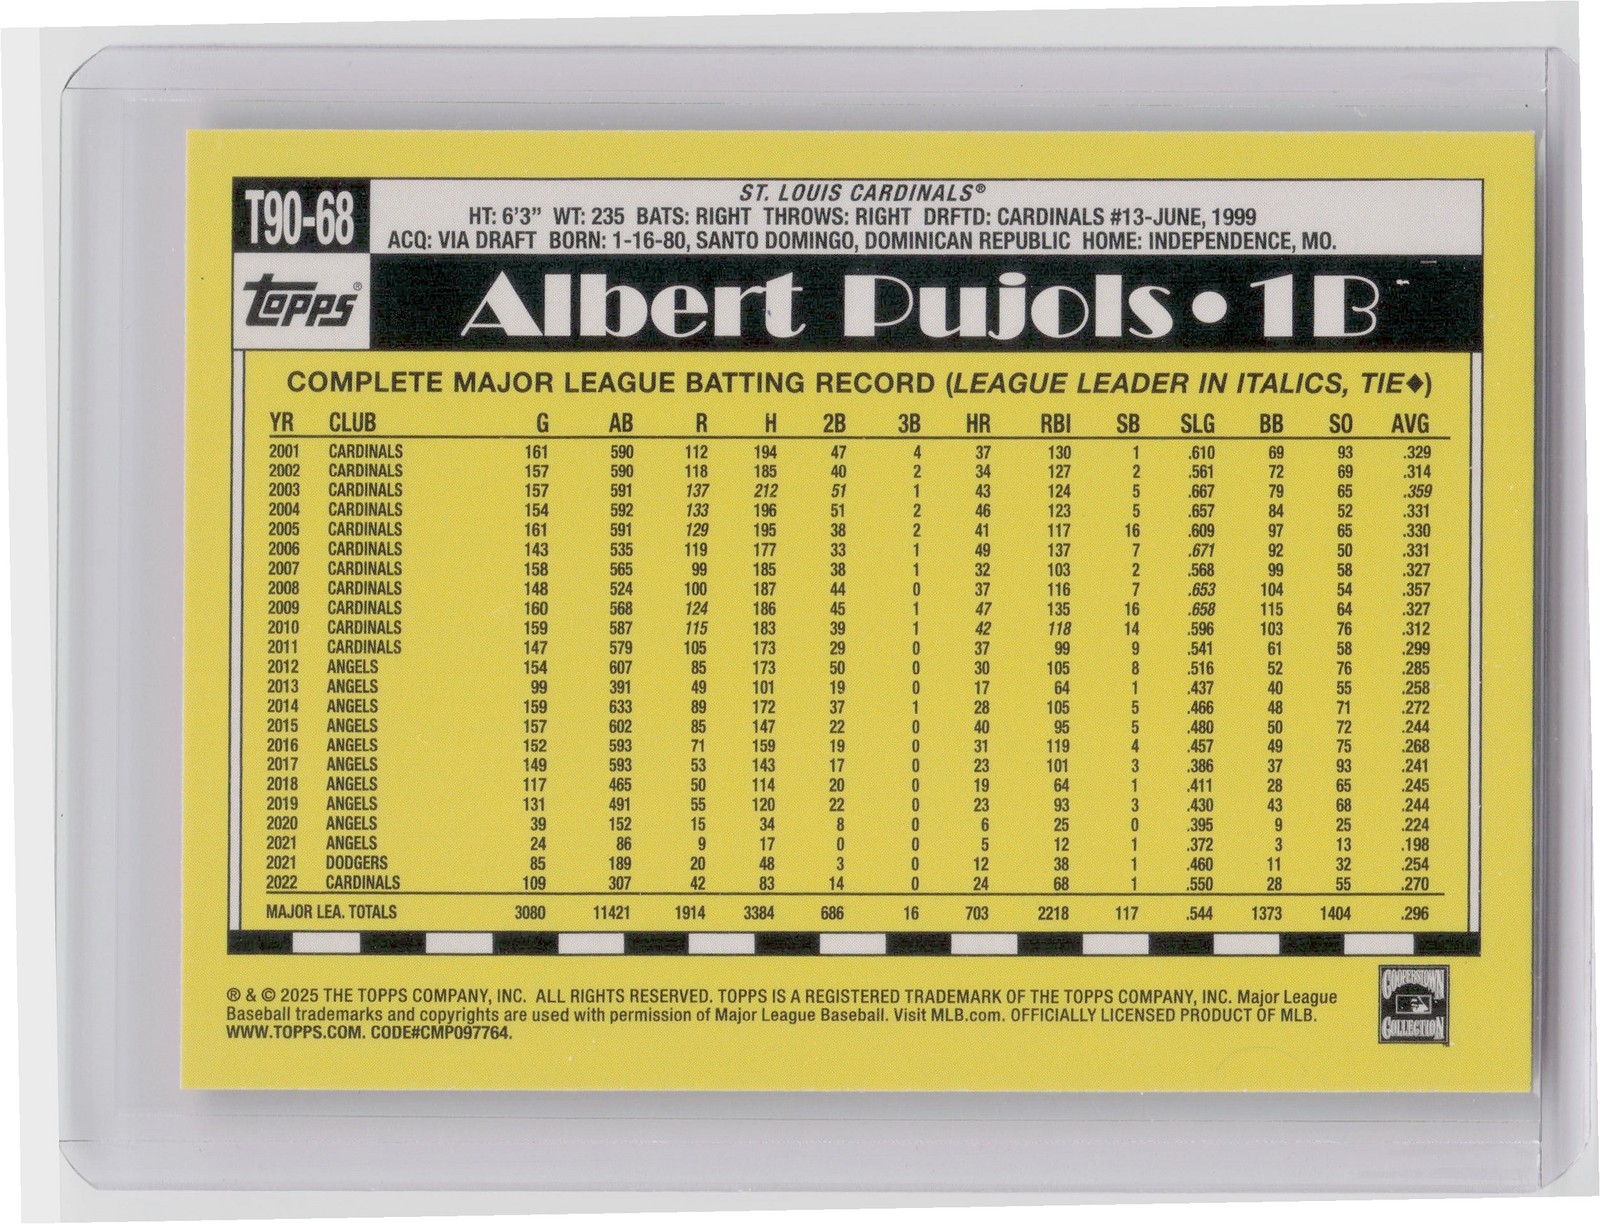 T90-68
ST. LOUIS CARDINALS®
HT: 6'3" WT: 235 BATS: RIGHT THROWS: RIGHT DRFTD: CARDINALS #13-JUNE, 1999
ACQ: VIA DRAFT BORN: 1-16-80, SANTO DOMINGO, DOMINICAN REPUBLIC HOME: INDEPENDENCE, MO.
topps®
Albert Pujols • 1B
COMPLETE MAJOR LEAGUE BATTING RECORD (LEAGUE LEADER IN ITALICS, TIE◆)
YR CLUB G AB R H 2B 3B HR RBI SB SLG BB SO AVG
2001 CARDINALS 161 590 112 194 47 4 37 130 1 .610 69 93 .329
2002 CARDINALS 157 590 118 185 40 2 34 127 2 .561 72 69 .314
2003 CARDINALS 157 591 137 212 51 1 43 124 5 .667 79 65 .359
2004 CARDINALS 154 592 133 196 51 2 46 123 5 .657 84 52 .331
2005 CARDINALS 161 591 129 195 38 2 41 117 16 .609 97 65 .330
2006 CARDINALS 143 535 119 177 33 1 49 137 7 .671 92 50 .331
2007 CARDINALS 158 565 99 185 38 1 32 103 2 .568 99 58 .327
2008 CARDINALS 148 524 100 187 44 0 37 116 7 .653 104 54 .357
2009 CARDINALS 160 568 124 186 45 1 47 135 16 .658 115 64 .327
2010 CARDINALS 159 587 115 183 39 1 42 118 14 .596 103 76 .312
2011 CARDINALS 147 579 105 173 29 0 37 99 9 .541 61 58 .299
2012 ANGELS 154 607 85 173 50 0 30 105 8 .516 52 76 .285
2013 ANGELS 99 391 49 101 19 0 17 64 1 .437 40 55 .258
2014 ANGELS 159 633 89 172 37 1 28 105 5 .466 48 71 .272
2015 ANGELS 157 602 85 147 22 0 40 95 5 .480 50 72 .244
2016 ANGELS 152 593 71 159 19 0 31 119 4 .457 49 75 .268
2017 ANGELS 149 593 53 143 17 0 23 101 3 .386 37 93 .241
2018 ANGELS 117 465 50 114 20 0 19 64 1 .411 28 65 .245
2019 ANGELS 131 491 55 120 22 0 23 93 3 .430 43 68 .244
2020 ANGELS 39 152 15 34 8 0 6 25 0 .395 9 25 .224
2021 ANGELS 24 86 9 17 0 0 5 12 1 .372 3 13 .198
2021 DODGERS 85 189 20 48 3 0 12 38 1 .460 11 32 .254
2022 CARDINALS 109 307 42 83 14 0 24 68 1 .550 28 55 .270
MAJOR LEA. TOTALS 3080 11421 1914 3384 686 16 703 2218 117 .544 1373 1404 .296
® & © 2025 THE TOPPS COMPANY, INC. ALL RIGHTS RESERVED. TOPPS IS A REGISTERED TRADEMARK OF THE TOPPS COMPANY, INC. Major League
Baseball trademarks and copyrights are used with permission of Major League Baseball. Visit MLB.com. OFFICIALLY LICENSED PRODUCT OF MLB.
WWW.TOPPS.COM. CODE#CMP097764.
COOPERSTOWN
COLLECTION